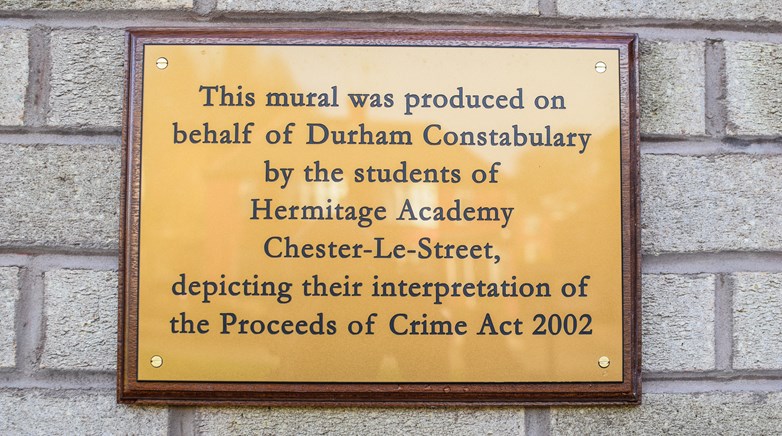 This mural was produced on
behalf of Durham Constabulary
by the students of
Hermitage Academy
Chester-Le-Street,
depicting their interpretation of
the Proceeds of Crime Act 2002